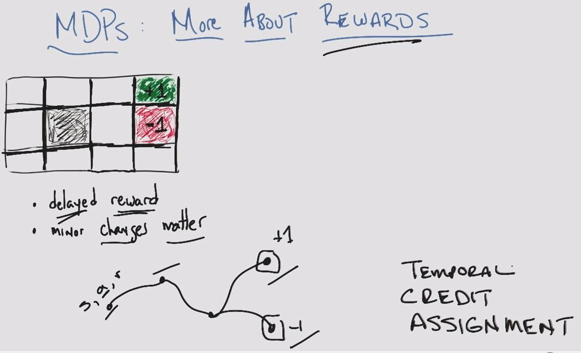 MDPs: More About Rewards
+1
-1
• delayed reward
• minor changes matter
+1
s, a, r
-1
Temporal
Credit
Assignment